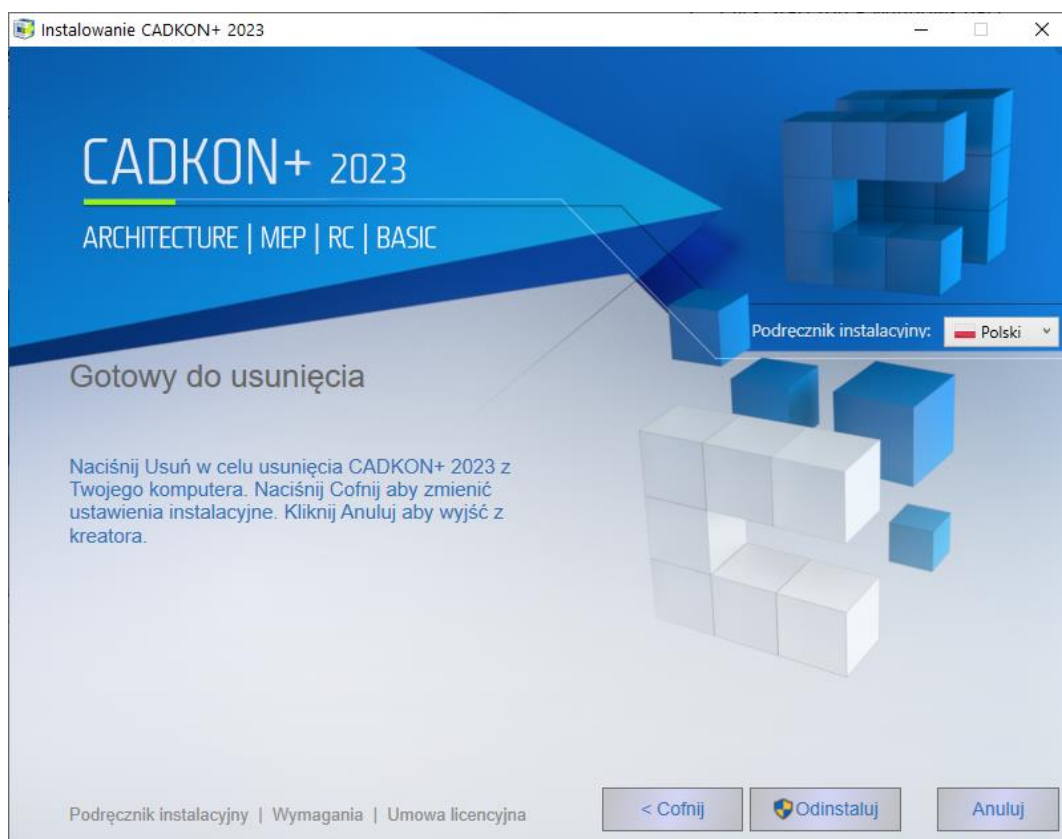 Instalowanie CADKON+ 2023
CADKON+ 2023
ARCHITECTURE | MEP | RC | BASIC
Podręcznik instalacyjny: Polski
Gotowy do usunięcia
Naciśnij Usuń w celu usunięcia CADKON+ 2023 z
Twojego komputera. Naciśnij Cofnij aby zmienić
ustawienia instalacyjne. Kliknij Anuluj aby wyjść z
kreatora.
Podręcznik instalacyjny | Wymagania | Umowa licencyjna
< Cofnij Odinstaluj Anuluj